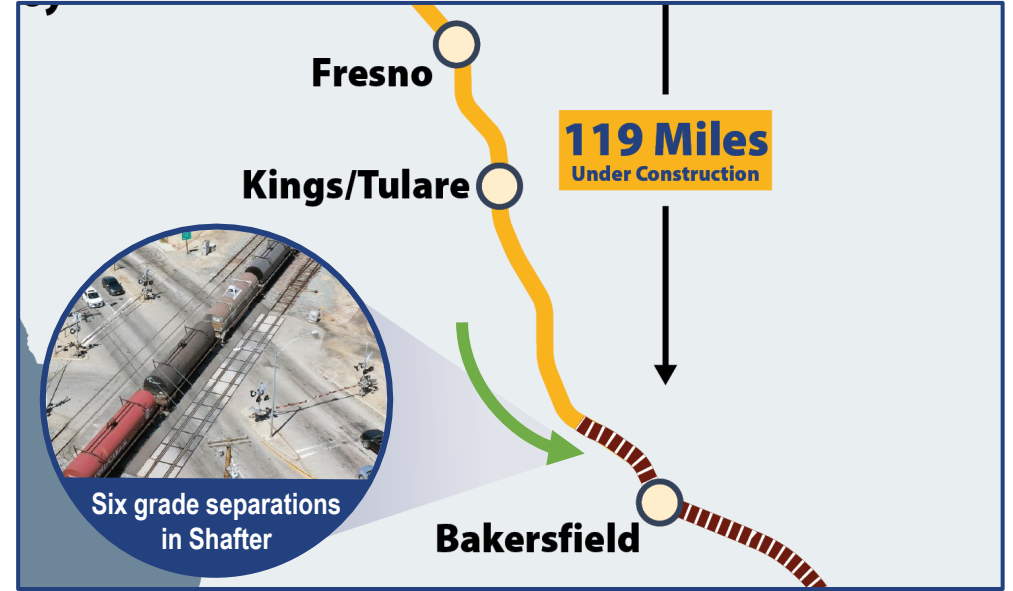 Fresno
119 Miles
Under Construction
Kings/Tulare
Six grade separations
in Shafter
Bakersfield